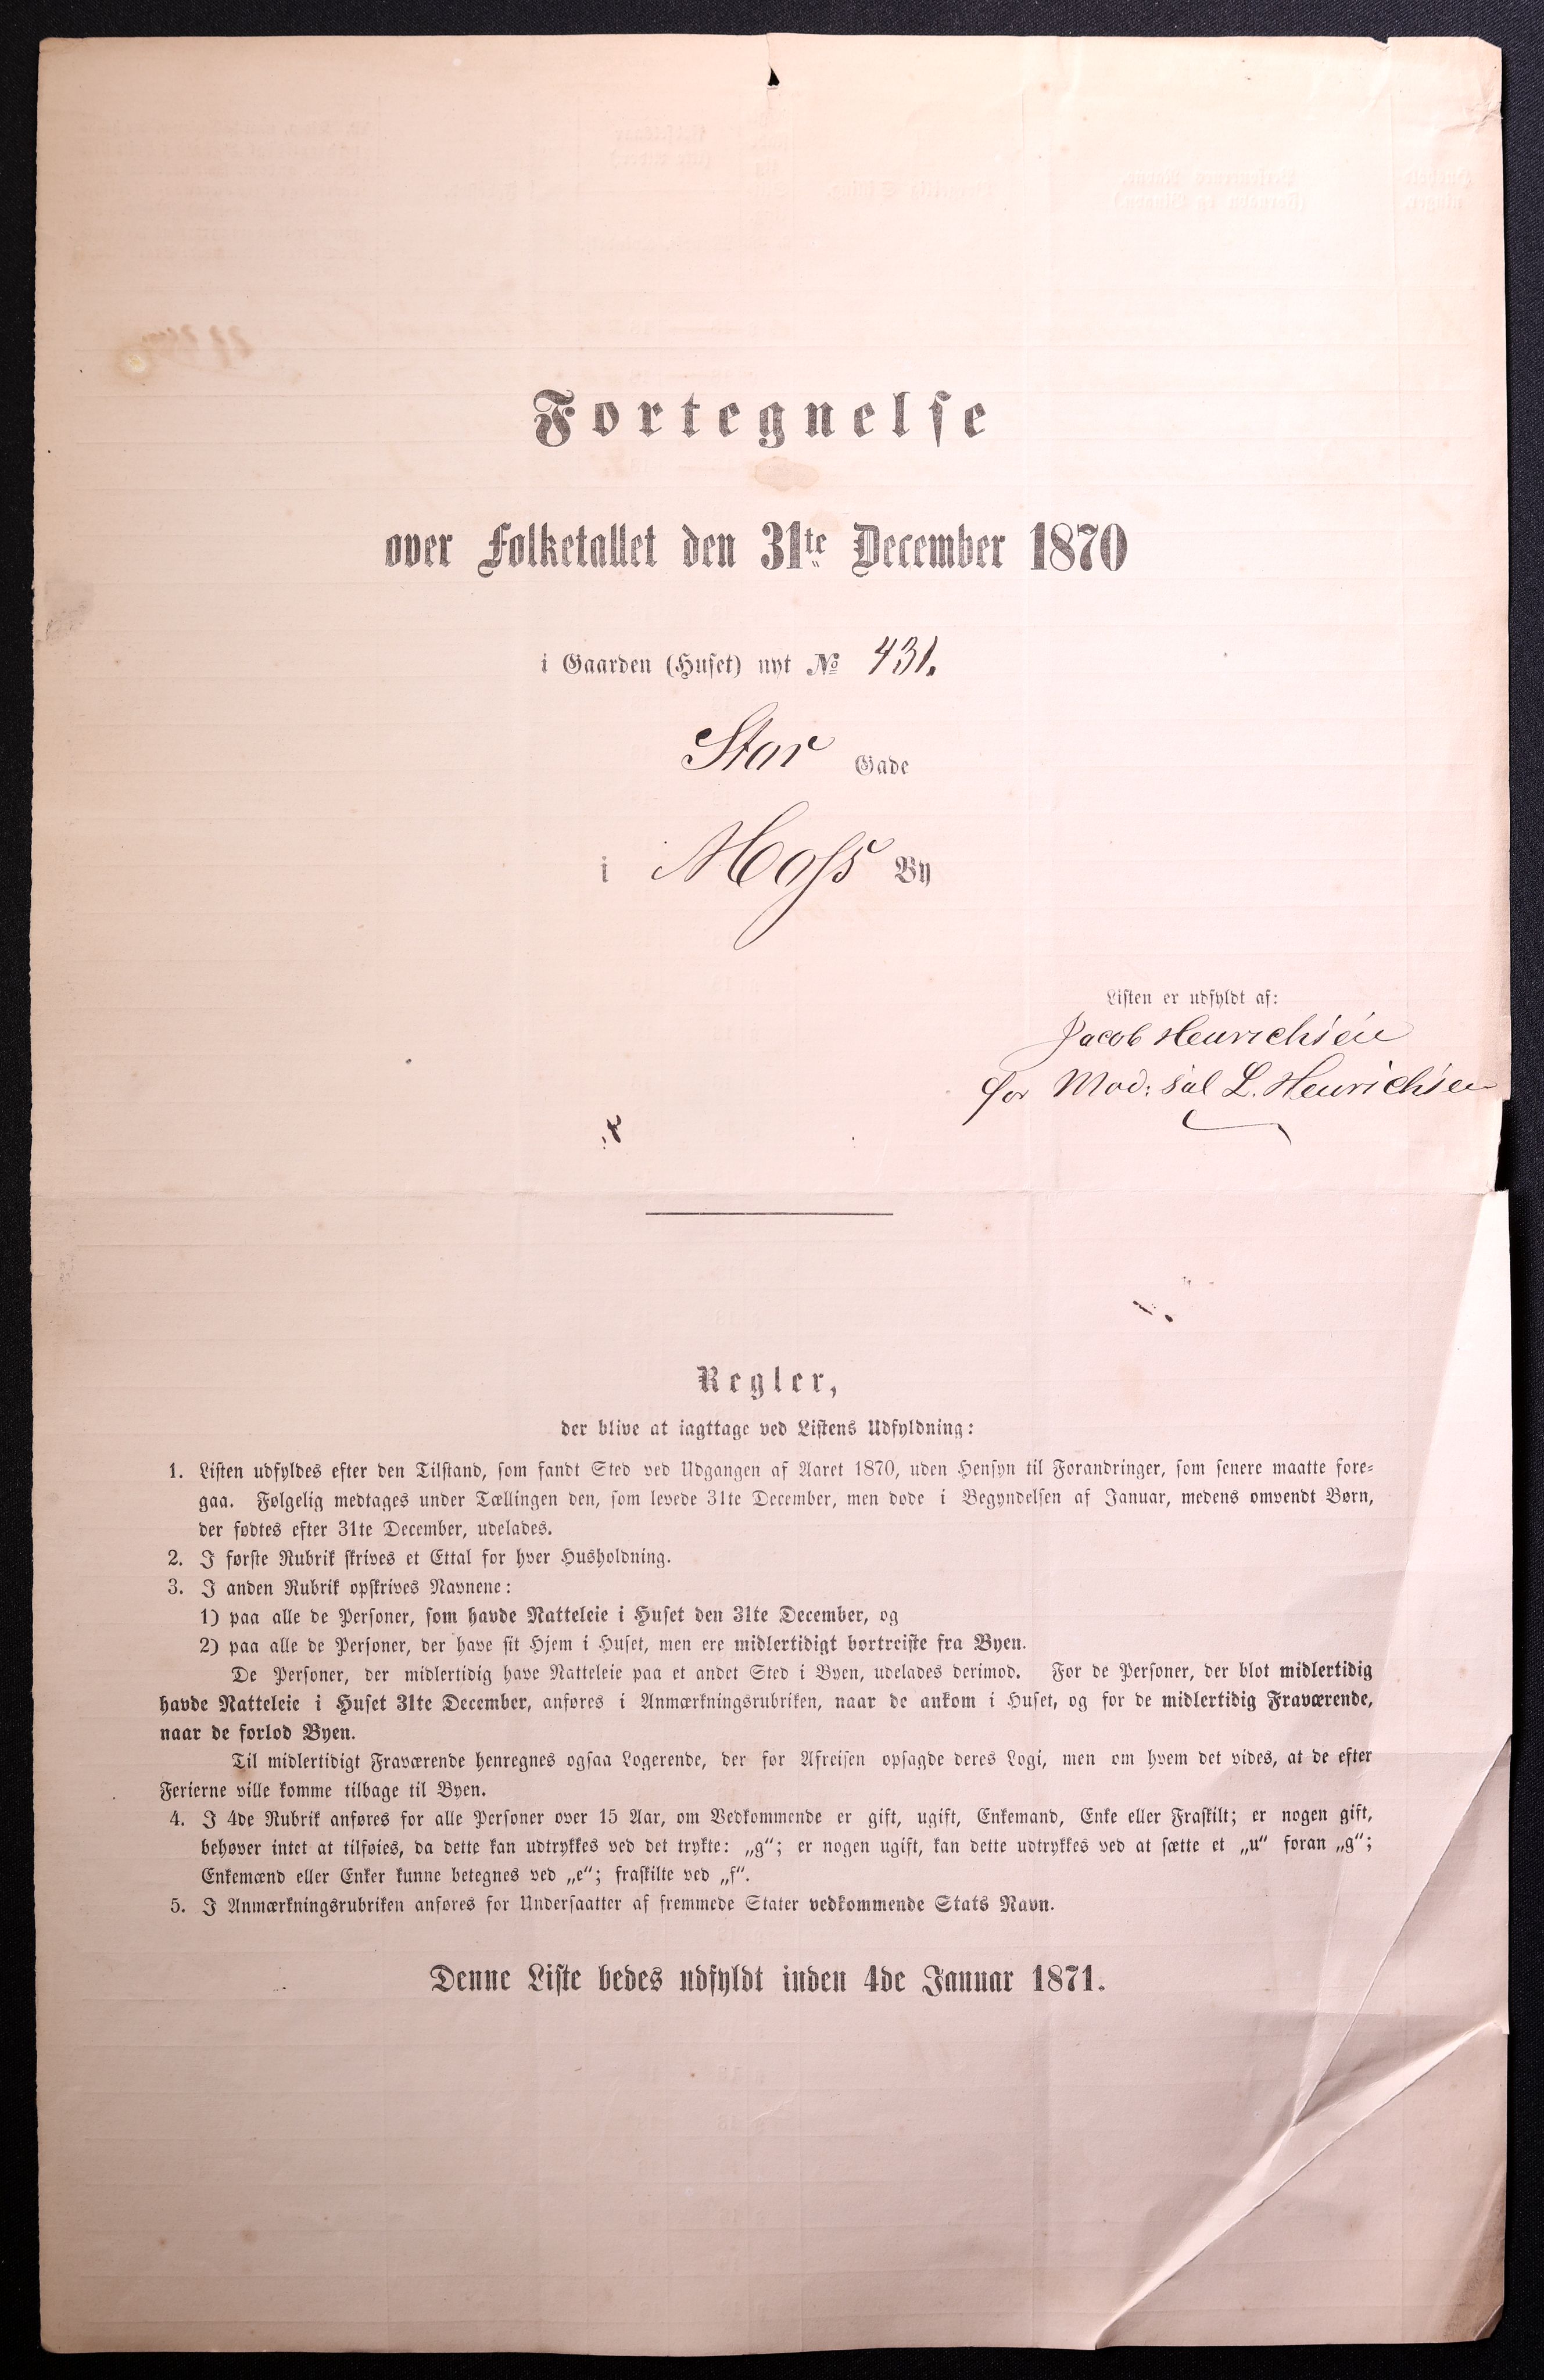 Fortegnelse
over Folketallet den 31te December 1870
i Gaarden (Huset) nyt № 431.
Stor Gade
i Moss By
Listen er udfyldt af:
Jacob Henrichsen
for Mad: sal L. Henrichsen
Regler,
der blive at iagttage ved Listens Udfyldning:
1. Listen udfyldes efter den Tilstand, som fandt Sted ved Udgangen af Aaret 1870, uden Hensyn til Forandringer, som senere maatte fore-
gaa. Følgelig medtages under Tællingen den, som levede 31te December, men døde i Begyndelsen af Januar, medens omvendt Børn,
der fødtes efter 31te December, udelades.
2. I første Rubrik skrives et Ettal for hver Husholdning.
3. I anden Rubrik opskrives Navnene:
1) paa alle de Personer, som havde Natteleie i Huset den 31te December, og
2) paa alle de Personer, der have sit Hjem i Huset, men ere midlertidigt bortreiste fra Byen.
De Personer, der midlertidig have Natteleie paa et andet Sted i Byen, udelades derimod. For de Personer, der blot midlertidig
havde Natteleie i Huset 31te December, anføres i Anmærkningsrubriken, naar de ankom i Huset, og for de midlertidig Fraværende,
naar de forlod Byen.
Til midlertidigt Fraværende henregnes ogsaa Logerende, der før Afreisen opsagde deres Logi, men om hvem det vides, at de efter
Ferierne ville komme tilbage til Byen.
4. I 4de Rubrik anføres for alle Personer over 15 Aar, om Vedkommende er gift, ugift, Enkemand, Enke eller Fraskilt; er nogen gift,
behøver intet at tilføies, da dette kan udtrykkes ved det trykte: „g“; er nogen ugift, kan dette udtrykkes ved at sætte et „u“ foran „g“;
Enkemænd eller Enker kunne betegnes ved „e“; fraskilte ved „f“.
5. I Anmærkningsrubriken anføres for Undersaatter af fremmede Stater vedkommende Stats Navn.
Denne Liste bedes udfyldt inden 4de Januar 1871.